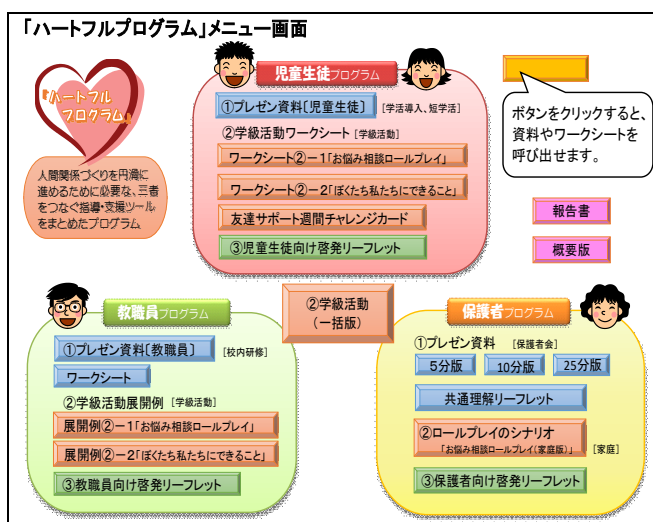 「ハートフルプログラム」メニュー画面
『ハートフル
プログラム』
人間関係づくりを円滑に
進めるために必要な、三者
をつなぐ指導・支援ツール
をまとめたプログラム
児童生徒プログラム
①プレゼン資料〔児童生徒〕 [学活導入、短学活]
②学級活動ワークシート [学級活動]
ワークシート②－1「お悩み相談ロールプレイ」
ワークシート②－2「ぼくたち私たちにできること」
友達サポート週間チャレンジカード
③児童生徒向け啓発リーフレット
ボタンをクリックすると、
資料やワークシートを
呼び出せます。
報告書
概要版
②学級活動
（一括版）
教職員プログラム
①プレゼン資料〔教職員〕 [校内研修]
ワークシート
②学級活動展開例 [学級活動]
展開例②－1「お悩み相談ロールプレイ」
展開例②－2「ぼくたち私たちにできること」
③教職員向け啓発リーフレット
保護者プログラム
①プレゼン資料 [保護者会]
５分版 10分版 25分版
共通理解リーフレット
②ロールプレイのシナリオ
「お悩み相談ロールプレイ（家庭版）」 [家庭]
③保護者向け啓発リーフレット